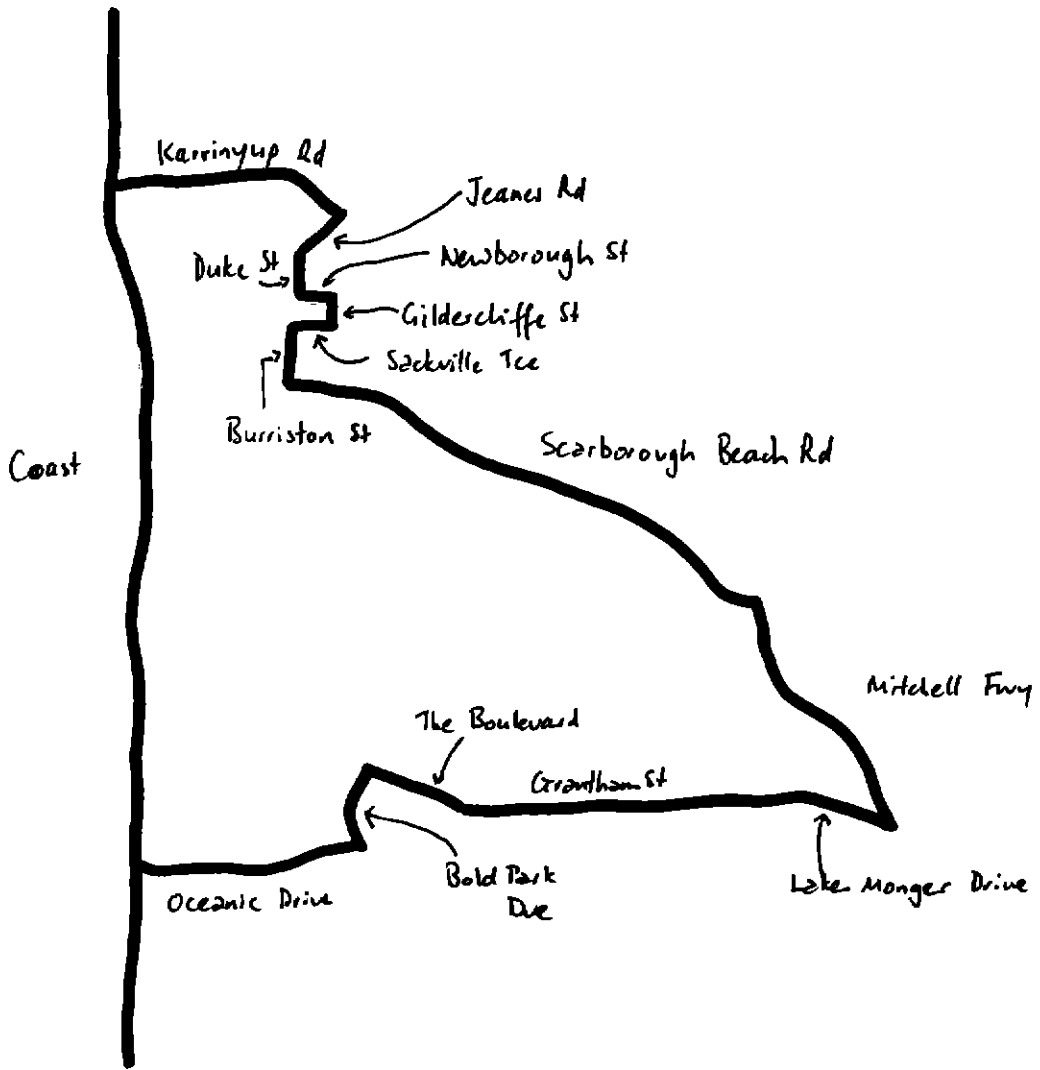 Karrinyup Rd
Jeanes Rd
Duke St
Newborough St
Gildercliffe St
Sackville Tce
Burriston St
Scarborough Beach Rd
Coast
Mitchell Fwy
The Boulevard
Grantham St
Bold Park
Dve
Lake Monger Drive
Oceanic Drive